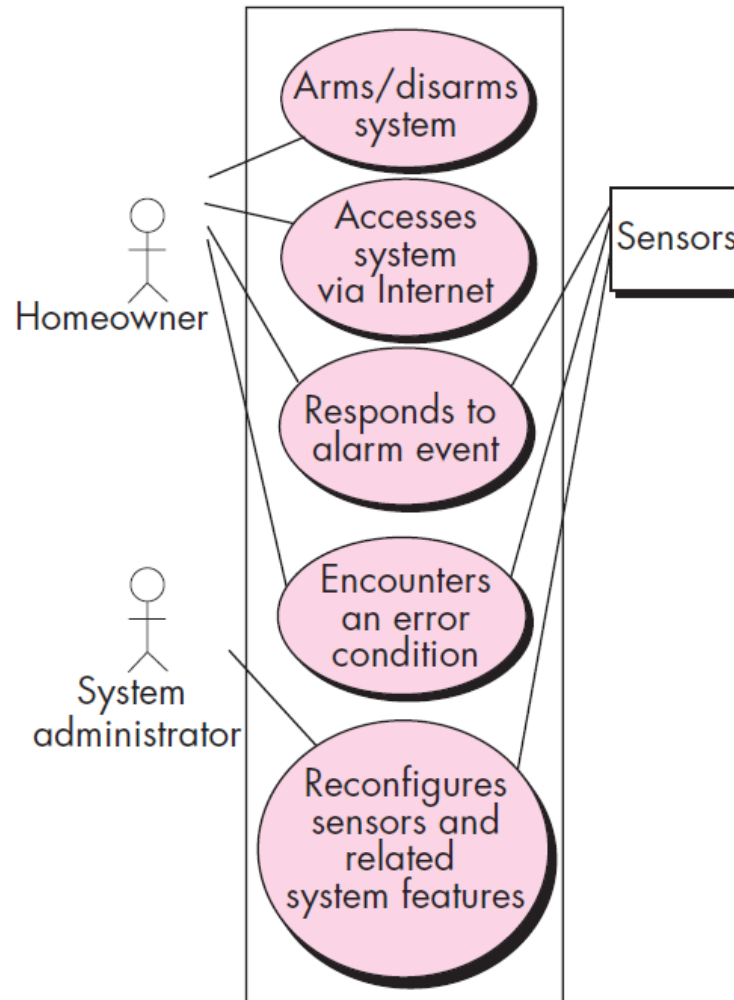 Arms/disarms
system
Accesses
system
via Internet
Sensors
Homeowner
Responds to
alarm event
Encounters
an error
condition
System
administrator
Reconfigures
sensors and
related
system features